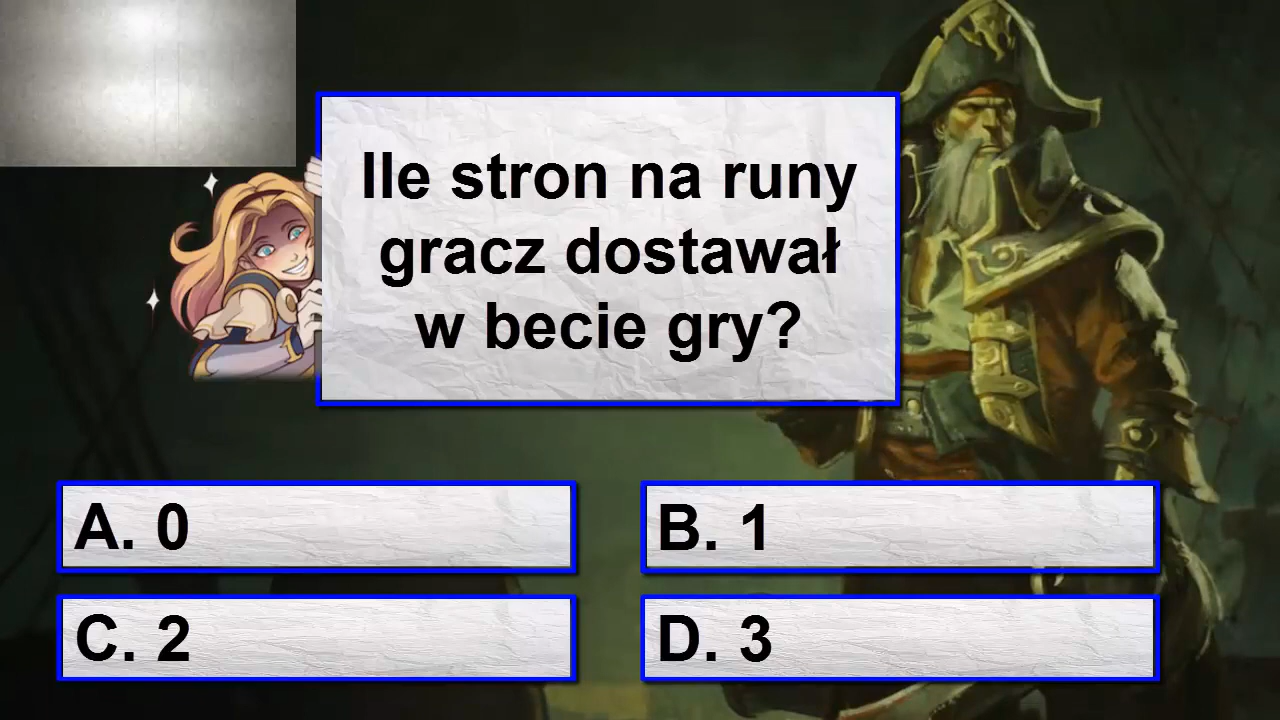 Ile stron na runy
gracz dostawał
w becie gry?
A. 0
B. 1
C. 2
D. 3